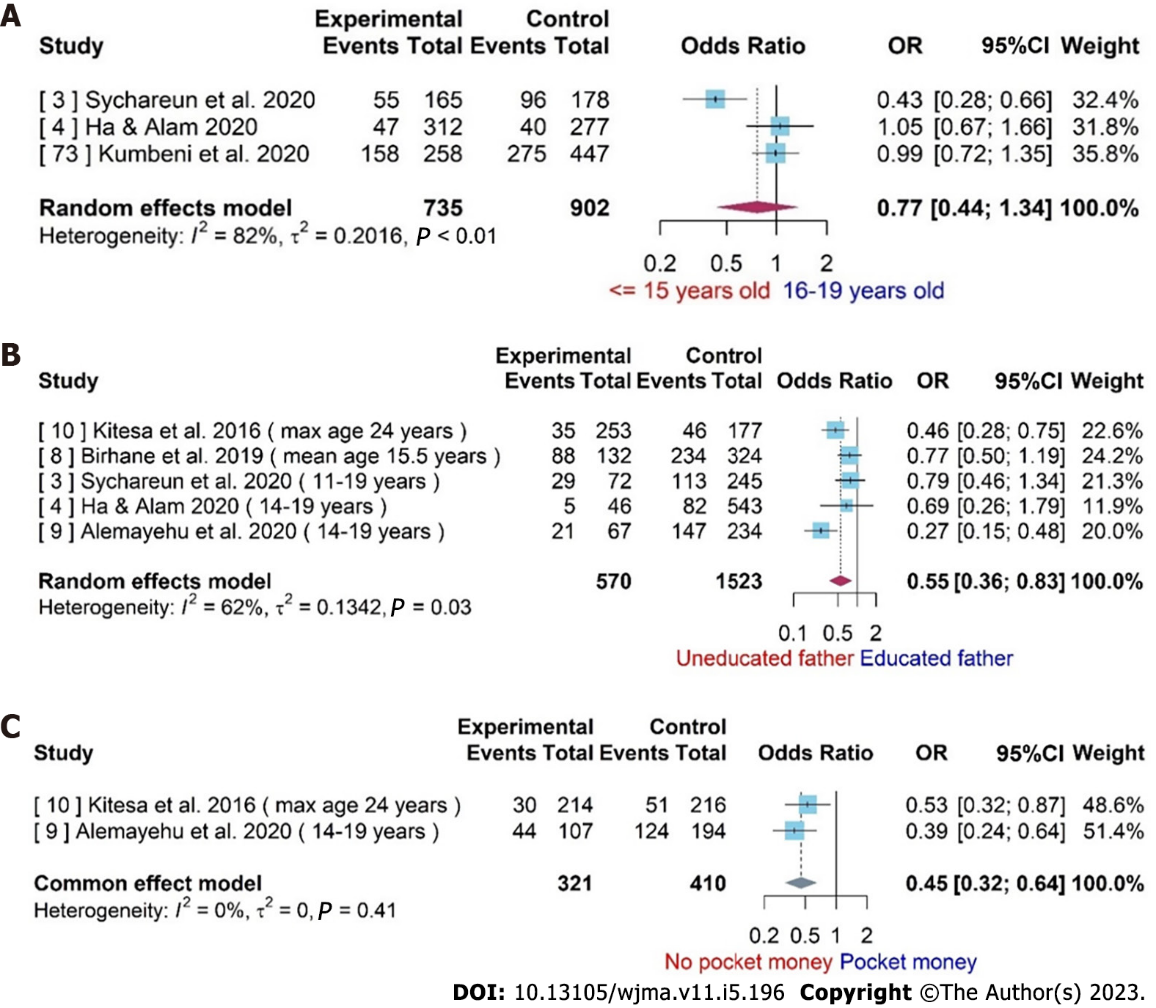 A
Experimental Control
Study Events Total Events Total Odds Ratio OR 95%CI Weight
[ 3 ] Sychareun et al. 2020 55 165 96 178 0.43 [0.28; 0.66] 32.4%
[ 4 ] Ha & Alam 2020 47 312 40 277 1.05 [0.67; 1.66] 31.8%
[ 73 ] Kumbeni et al. 2020 158 258 275 447 0.99 [0.72; 1.35] 35.8%
Random effects model 735 902 0.77 [0.44; 1.34] 100.0%
Heterogeneity: I² = 82%, τ² = 0.2016, P < 0.01
0.2 0.5 1 2
<= 15 years old 16-19 years old
B
Experimental Control
Study Events Total Events Total Odds Ratio OR 95%CI Weight
[ 10 ] Kitesa et al. 2016 ( max age 24 years ) 35 253 46 177 0.46 [0.28; 0.75] 22.6%
[ 8 ] Birhane et al. 2019 ( mean age 15.5 years ) 88 132 234 324 0.77 [0.50; 1.19] 24.2%
[ 3 ] Sychareun et al. 2020 ( 11-19 years ) 29 72 113 245 0.79 [0.46; 1.34] 21.3%
[ 4 ] Ha & Alam 2020 ( 14-19 years ) 5 46 82 543 0.69 [0.26; 1.79] 11.9%
[ 9 ] Alemayehu et al. 2020 ( 14-19 years ) 21 67 147 234 0.27 [0.15; 0.48] 20.0%
Random effects model 570 1523 0.55 [0.36; 0.83] 100.0%
Heterogeneity: I² = 62%, τ² = 0.1342, P = 0.03
0.1 0.5 2
Uneducated father Educated father
C
Experimental Control
Study Events Total Events Total Odds Ratio OR 95%CI Weight
[ 10 ] Kitesa et al. 2016 ( max age 24 years ) 30 214 51 216 0.53 [0.32; 0.87] 48.6%
[ 9 ] Alemayehu et al. 2020 ( 14-19 years ) 44 107 124 194 0.39 [0.24; 0.64] 51.4%
Common effect model 321 410 0.45 [0.32; 0.64] 100.0%
Heterogeneity: I² = 0%, τ² = 0, P = 0.41
0.2 0.5 1 2
No pocket money Pocket money
DOI: 10.13105/wjma.v11.i5.196 Copyright ©The Author(s) 2023.